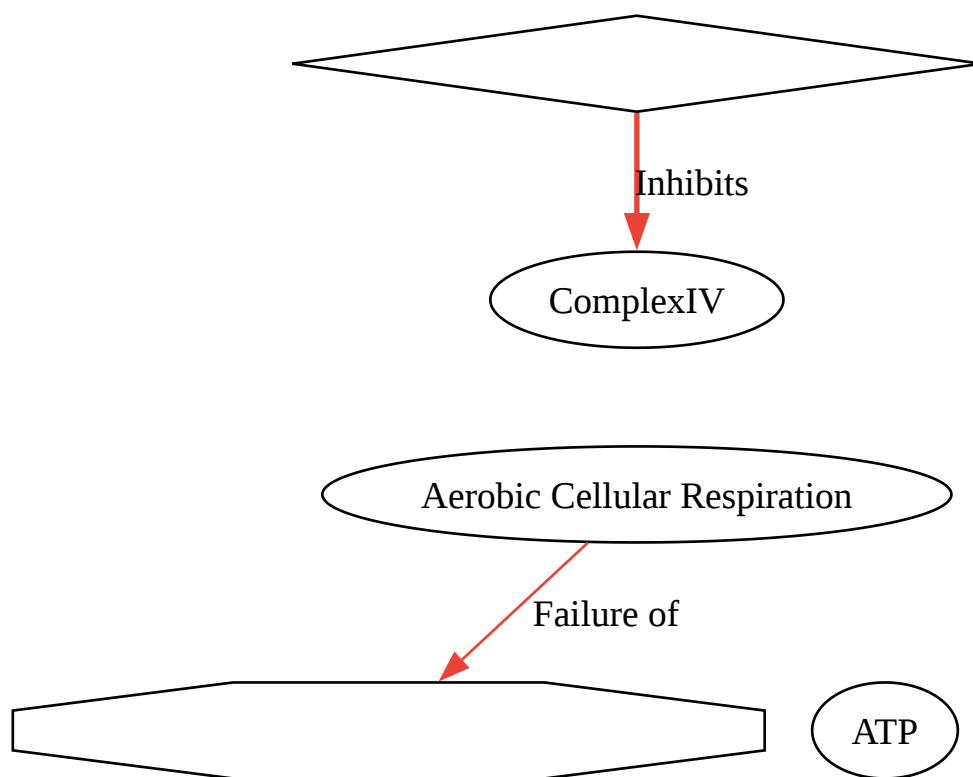 Inhibits
ComplexIV
Aerobic Cellular Respiration
Failure of
ATP